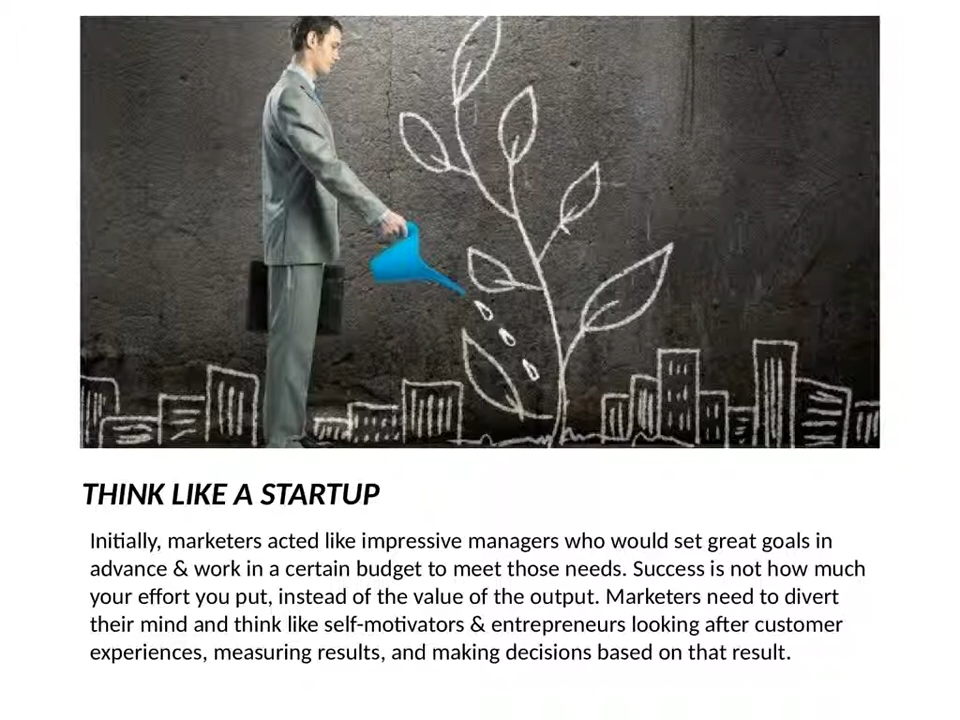 THINK LIKE A STARTUP
Initially, marketers acted like impressive managers who would set great goals in
advance & work in a certain budget to meet those needs. Success is not how much
your effort you put, instead of the value of the output. Marketers need to divert
their mind and think like self-motivators & entrepreneurs looking after customer
experiences, measuring results, and making decisions based on that result.